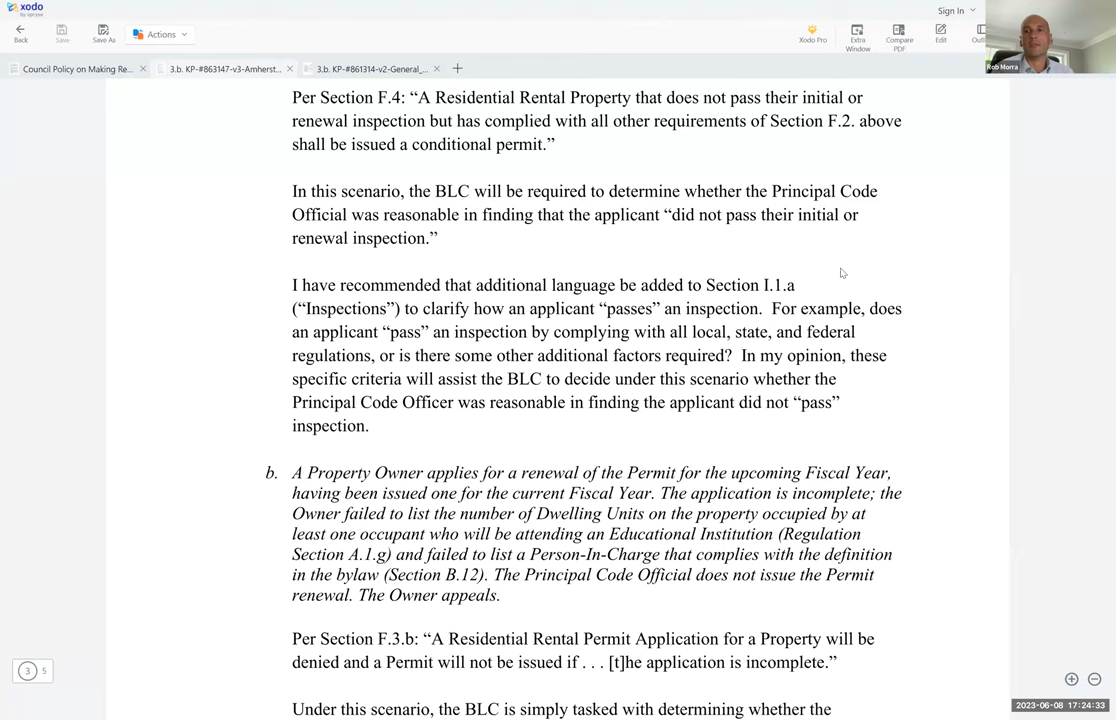 xodo
by apryse
Sign In
Back
Save
Save As
Actions
Xodo Pro
Extra Window
Compare PDF
Edit
Outl
Rob Morra
Council Policy on Making Re... ×
3.b. KP-#863147-v3-Amherst... ×
3.b. KP-#861314-v2-General_... ×
Per Section F.4: “A Residential Rental Property that does not pass their initial or
renewal inspection but has complied with all other requirements of Section F.2. above
shall be issued a conditional permit.”
In this scenario, the BLC will be required to determine whether the Principal Code
Official was reasonable in finding that the applicant “did not pass their initial or
renewal inspection.”
I have recommended that additional language be added to Section I.1.a
(“Inspections”) to clarify how an applicant “passes” an inspection. For example, does
an applicant “pass” an inspection by complying with all local, state, and federal
regulations, or is there some other additional factors required? In my opinion, these
specific criteria will assist the BLC to decide under this scenario whether the
Principal Code Officer was reasonable in finding the applicant did not “pass”
inspection.
b. A Property Owner applies for a renewal of the Permit for the upcoming Fiscal Year,
having been issued one for the current Fiscal Year. The application is incomplete; the
Owner failed to list the number of Dwelling Units on the property occupied by at
least one occupant who will be attending an Educational Institution (Regulation
Section A.1.g) and failed to list a Person-In-Charge that complies with the definition
in the bylaw (Section B.12). The Principal Code Official does not issue the Permit
renewal. The Owner appeals.
Per Section F.3.b: “A Residential Rental Permit Application for a Property will be
denied and a Permit will not be issued if . . . [t]he application is incomplete.”
Under this scenario, the BLC is simply tasked with determining whether the
3 5
2023-06-08 17:24:33